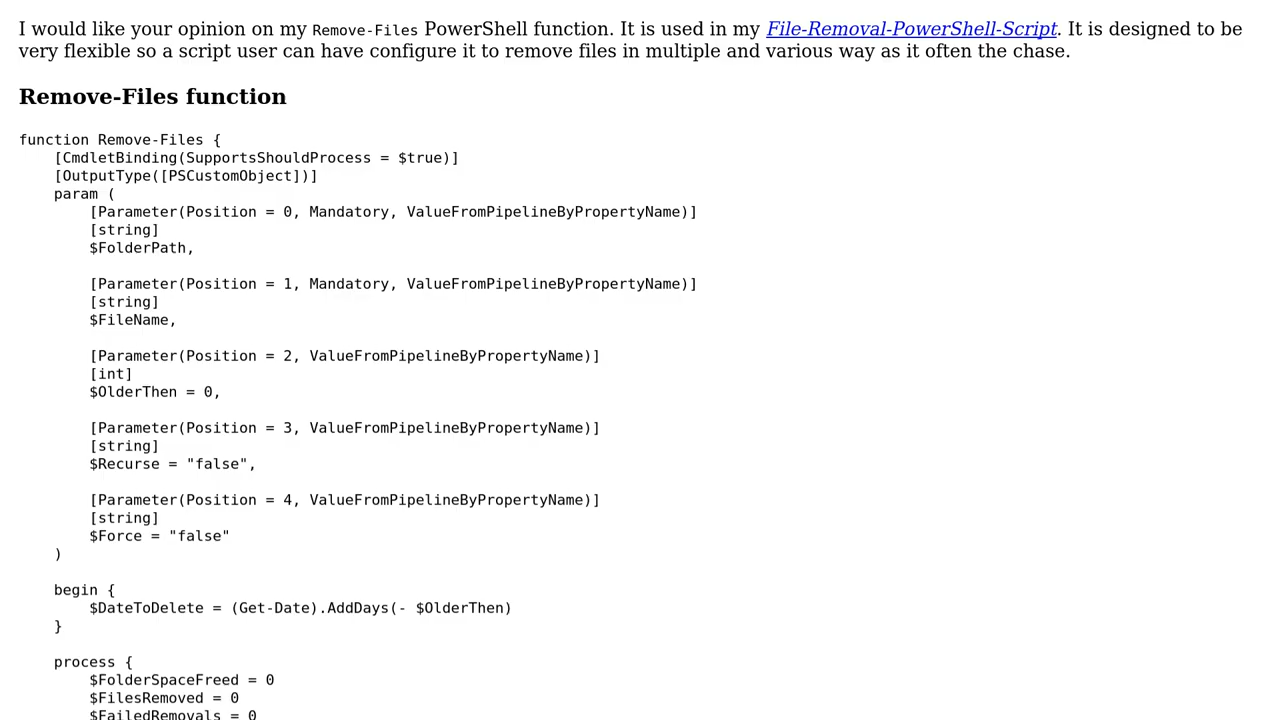 I would like your opinion on my Remove-Files PowerShell function. It is used in my File-Removal-PowerShell-Script. It is designed to be
very flexible so a script user can have configure it to remove files in multiple and various way as it often the chase.
Remove-Files function
function Remove-Files {
    [CmdletBinding(SupportsShouldProcess = $true)]
    [OutputType([PSCustomObject])]
    param (
        [Parameter(Position = 0, Mandatory, ValueFromPipelineByPropertyName)]
        [string]
        $FolderPath,
        [Parameter(Position = 1, Mandatory, ValueFromPipelineByPropertyName)]
        [string]
        $FileName,
        [Parameter(Position = 2, ValueFromPipelineByPropertyName)]
        [int]
        $OlderThen = 0,
        [Parameter(Position = 3, ValueFromPipelineByPropertyName)]
        [string]
        $Recurse = "false",
        [Parameter(Position = 4, ValueFromPipelineByPropertyName)]
        [string]
        $Force = "false"
    )
    begin {
        $DateToDelete = (Get-Date).AddDays(- $OlderThen)
    }
    process {
        $FolderSpaceFreed = 0
        $FilesRemoved = 0
        $FailedRemovals = 0